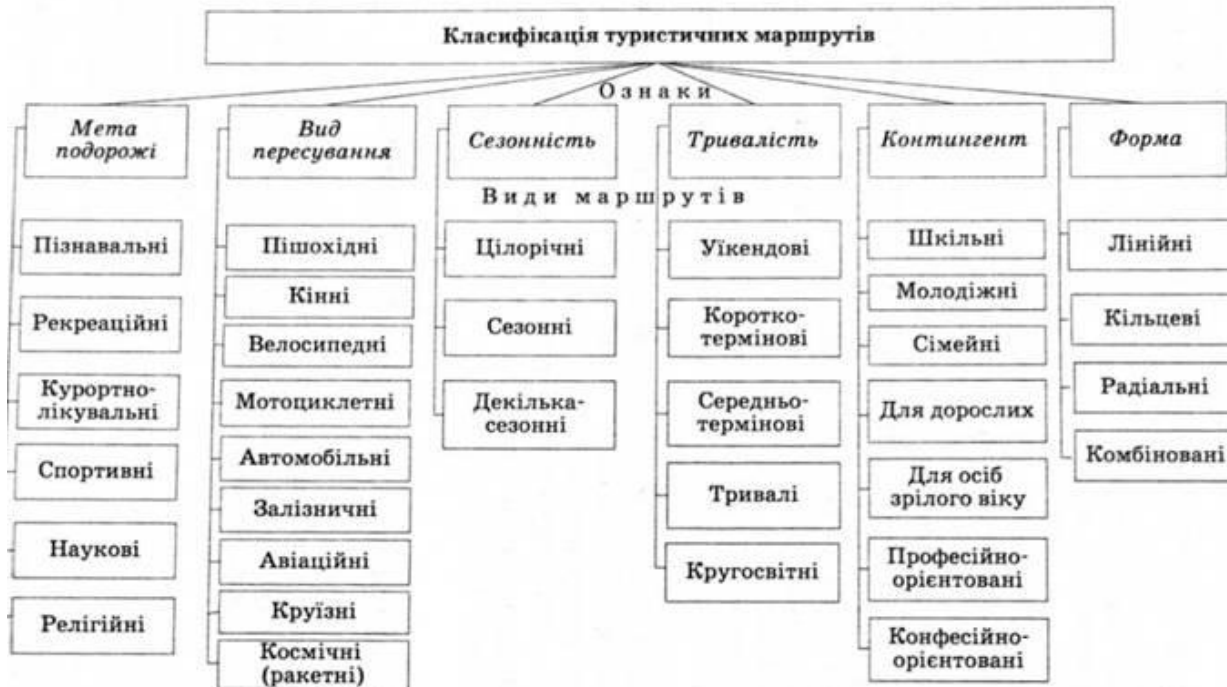 Класифікація туристичних маршрутів
Ознаки
Мета
подорожі
Вид
пересування
Сезонність
Тривалість
Контингент
Форма
Види маршрутів
Пізнавальні
Рекреаційні
Курортно-
лікувальні
Спортивні
Наукові
Релігійні
Пішохідні
Кінні
Велосипедні
Мотоциклетні
Автомобільні
Залізничні
Авіаційні
Круїзні
Космічні
(ракетні)
Цілорічні
Сезонні
Декілька-
сезонні
Уїкендові
Коротко-
термінові
Середньо-
термінові
Тривалі
Кругосвітні
Шкільні
Молодіжні
Сімейні
Для дорослих
Для осіб
зрілого віку
Професійно-
орієнтовані
Конфесійно-
орієнтовані
Лінійні
Кільцеві
Радіальні
Комбіновані